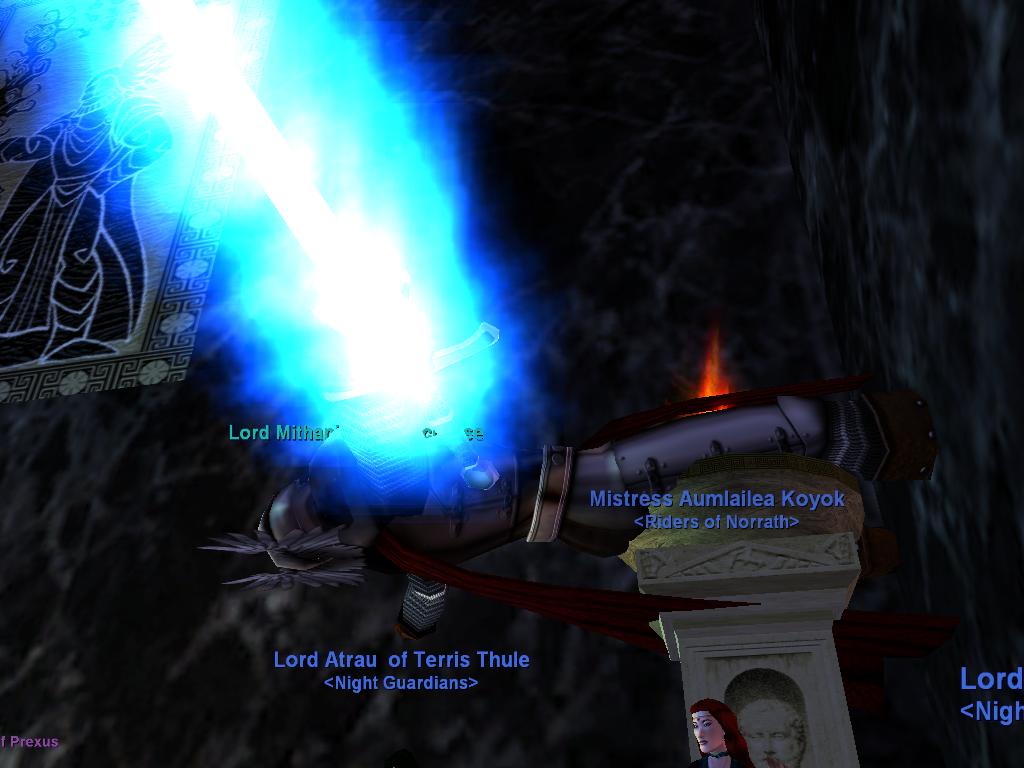 Lord Mithar
Mistress Aumlailea Koyok
<Riders of Norrath>
Lord Atrau of Terris Thule
<Night Guardians>
Lord
<Nigh
f Prexus